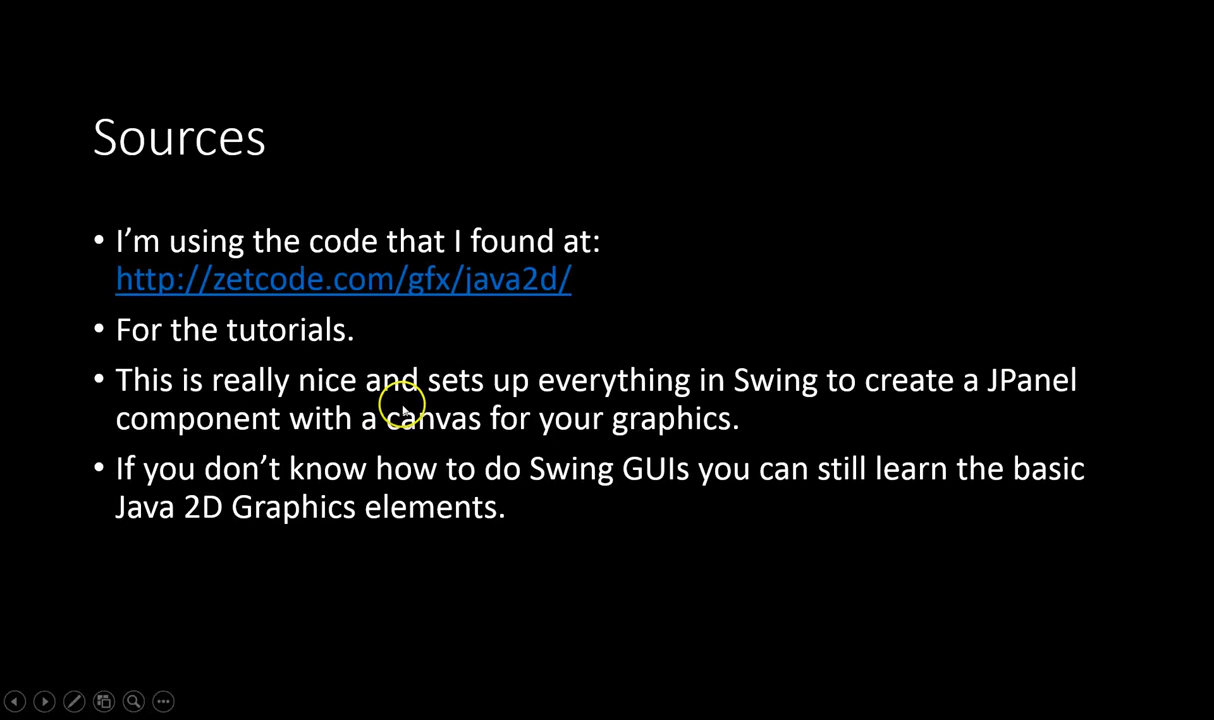 Sources
• I’m using the code that I found at:
http://zetcode.com/gfx/java2d/
• For the tutorials.
• This is really nice and sets up everything in Swing to create a JPanel
component with a canvas for your graphics.
• If you don’t know how to do Swing GUIs you can still learn the basic
Java 2D Graphics elements.